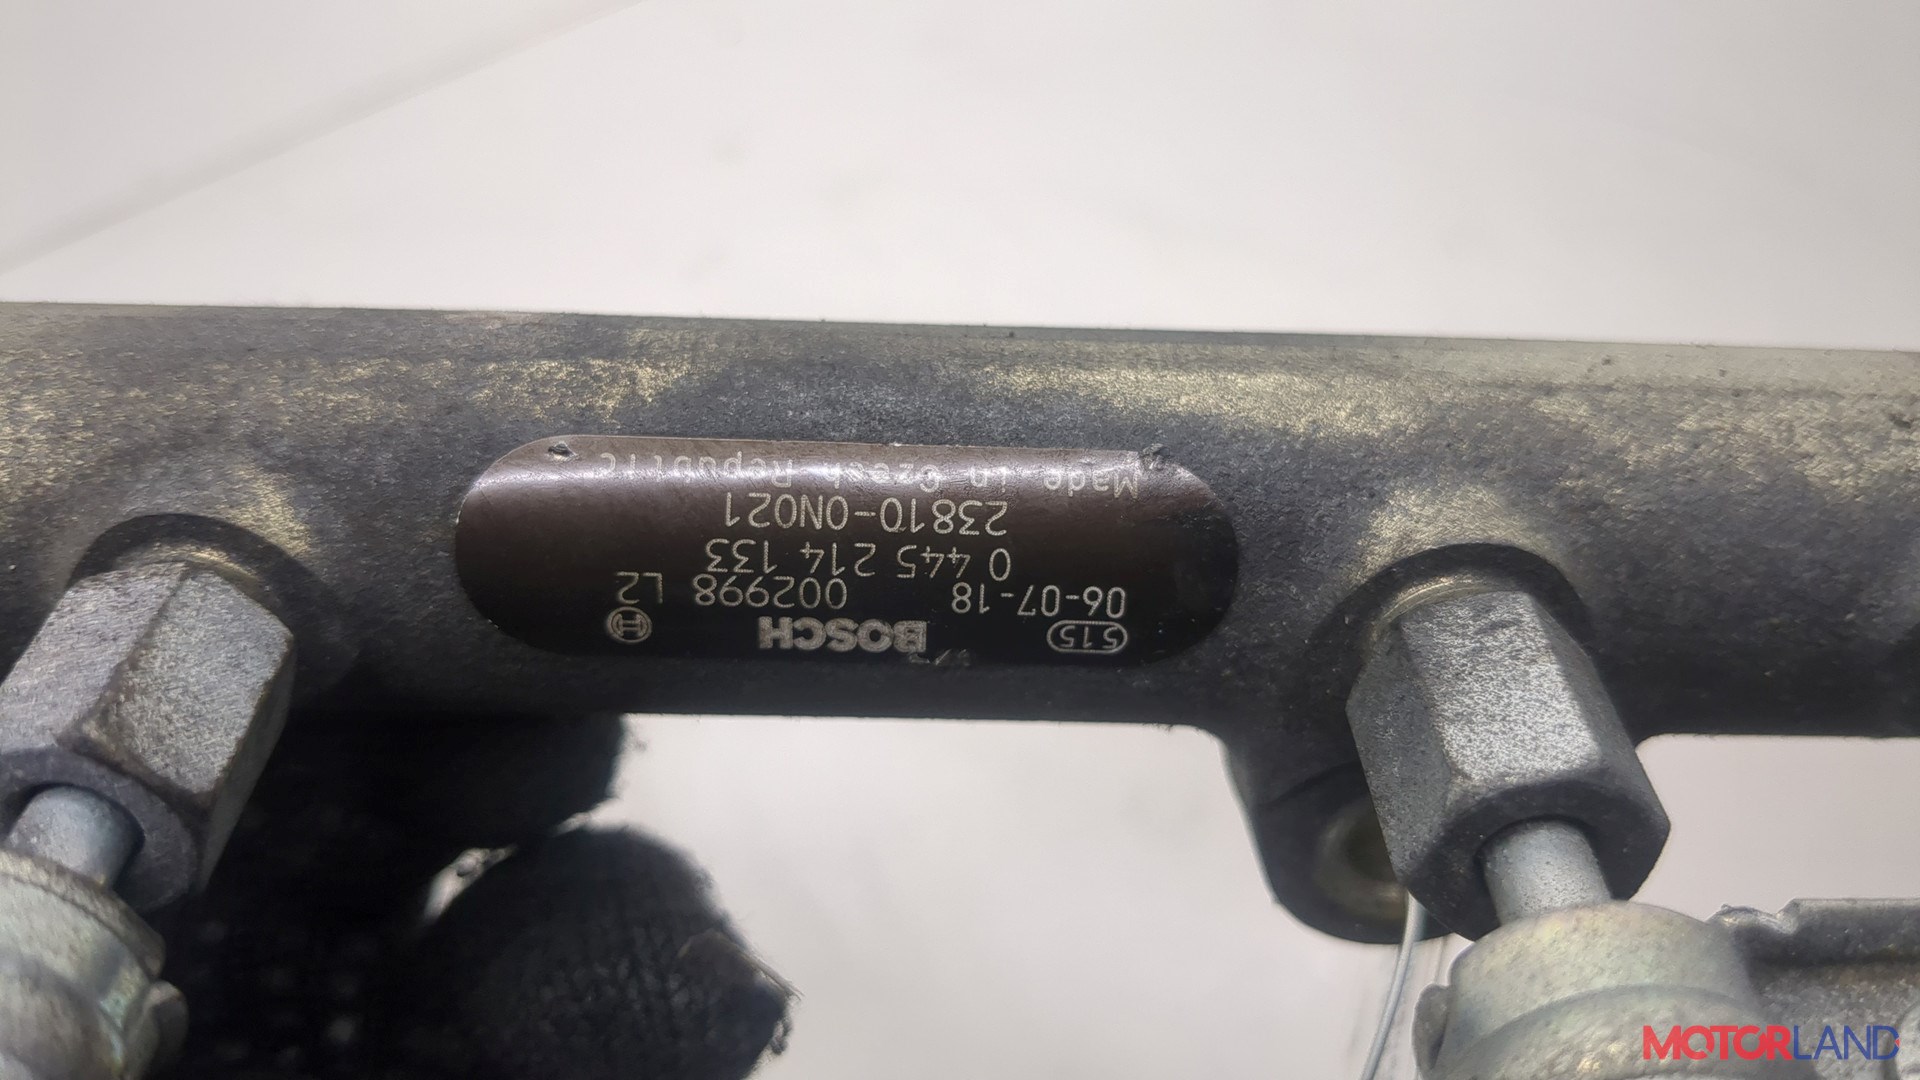 515 BOSCH
06-07-18 002998 L2
0 445 214 133
23810-0N021
Made in Czech Republic
MOTORLAND